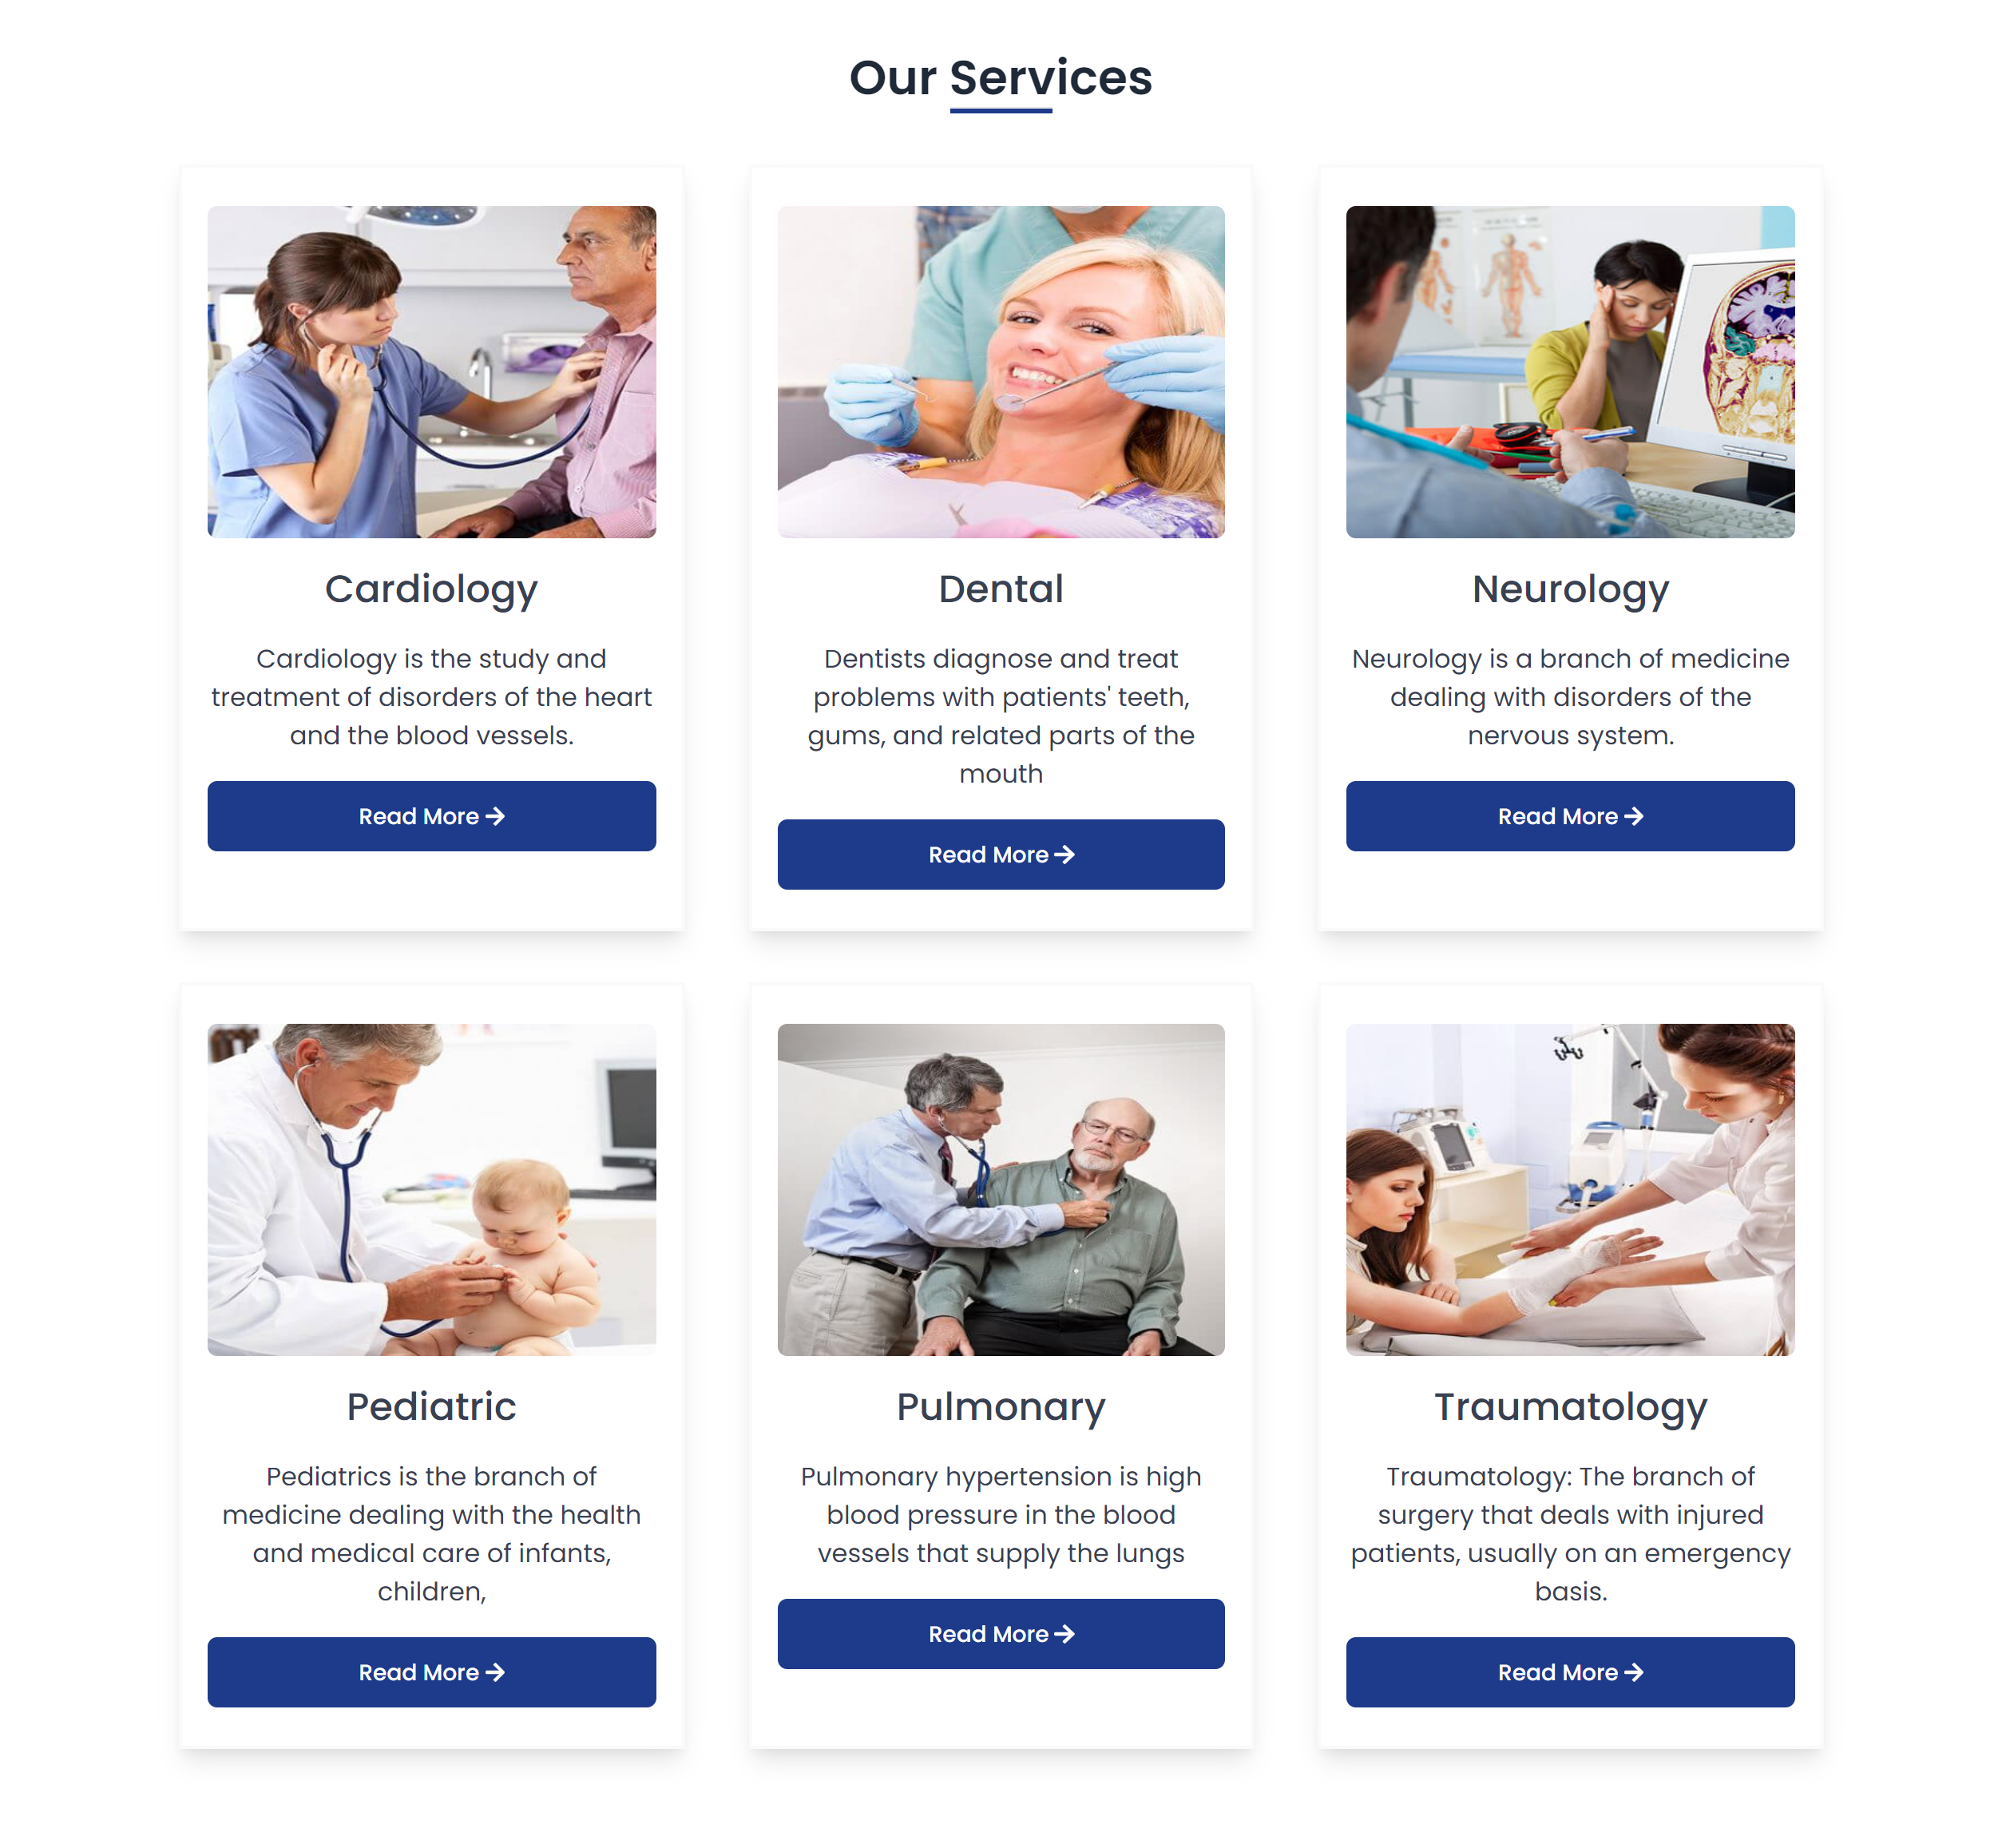 Our Services
Cardiology
Cardiology is the study and
treatment of disorders of the heart
and the blood vessels.
Read More
Dental
Dentists diagnose and treat
problems with patients' teeth,
gums, and related parts of the
mouth
Read More
Neurology
Neurology is a branch of medicine
dealing with disorders of the
nervous system.
Read More
Pediatric
Pediatrics is the branch of
medicine dealing with the health
and medical care of infants,
children,
Read More
Pulmonary
Pulmonary hypertension is high
blood pressure in the blood
vessels that supply the lungs
Read More
Traumatology
Traumatology: The branch of
surgery that deals with injured
patients, usually on an emergency
basis.
Read More